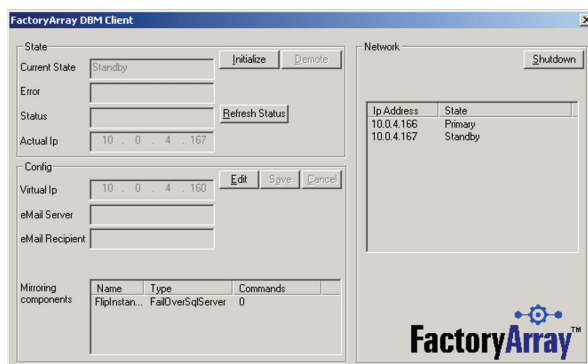 FactoryArray DBM Client
State
Current State
Standby
Initialize
Demote
Error
Status
Refresh Status
Actual Ip
10 . 0 . 4 . 167
Config
Virtual Ip
10 . 0 . 4 . 160
Edit
Save
Cancel
eMail Server
eMail Recipient
Mirroring
components
Name Type Commands
FlipInstan... FailOverSqlServer 0
Network
Shutdown
Ip Address State
10.0.4.166 Primary
10.0.4.167 Standby
FactoryArray™